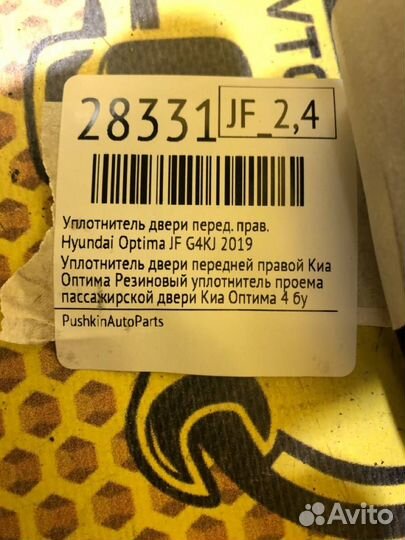 VTO
28331 JF_2,4
Уплотнитель двери перед. прав.
Hyundai Optima JF G4KJ 2019
Уплотнитель двери передней правой Киа
Оптима Резиновый уплотнитель проема
пассажирской двери Киа Оптима 4 бу
PushkinAutoParts
Avito